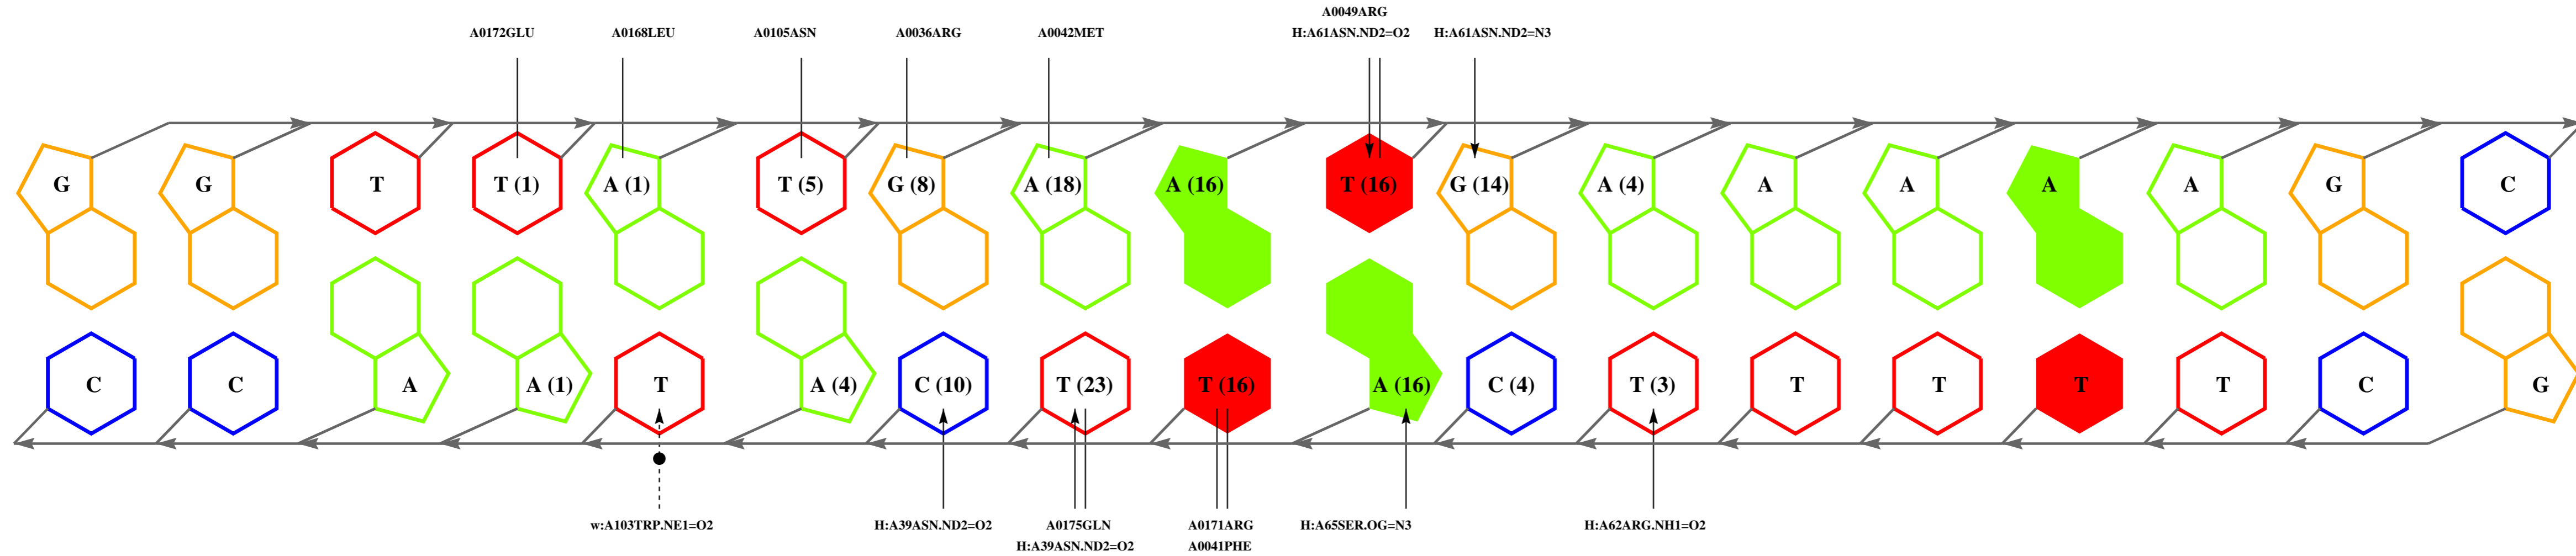 A0049ARG
A0172GLU A0168LEU A0105ASN A0036ARG A0042MET H:A61ASN.ND2=O2 H:A61ASN.ND2=N3
G G T T (1) A (1) T (5) G (8) A (18) A (16) T (16) G (14) A (4) A A A A G C
C C A A (1) T A (4) C (10) T (23) T (16) A (16) C (4) T (3) T T T T C G
w:A103TRP.NE1=O2 H:A39ASN.ND2=O2 A0175GLN A0171ARG H:A65SER.OG=N3 H:A62ARG.NH1=O2
H:A39ASN.ND2=O2 A0041PHE